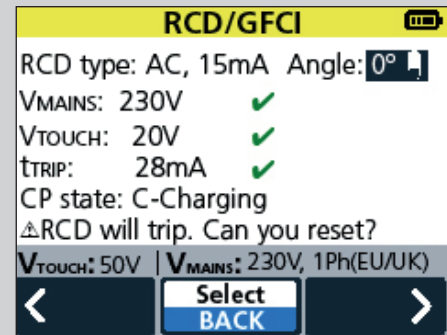 RCD/GFCI
RCD type: AC, 15mA Angle: 0°
VMAINS: 230V ✔
VTOUCH: 20V ✔
tTRIP: 28mA ✔
CP state: C-Charging
⚠RCD will trip. Can you reset?
VTOUCH: 50V | VMAINS: 230V, 1Ph(EU/UK)
< Select >
BACK